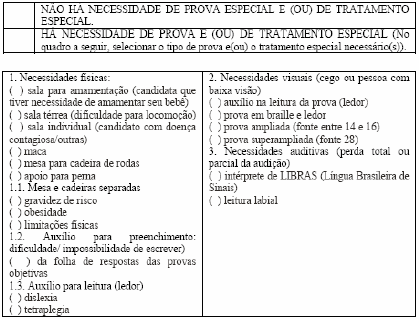 NÃO HÁ NECESSIDADE DE PROVA ESPECIAL E (OU) DE TRATAMENTO
ESPECIAL.
HÁ NECESSIDADE DE PROVA E (OU) DE TRATAMENTO ESPECIAL (No
quadro a seguir, selecionar o tipo de prova e(ou) o tratamento especial necessário(s)).
1. Necessidades físicas:
( ) sala para amamentação (candidata que
tiver necessidade de amamentar seu bebê)
( ) sala térrea (dificuldade para locomoção)
( ) sala individual (candidato com doença
contagiosa/outras)
( ) maca
( ) mesa para cadeira de rodas
( ) apoio para perna
1.1. Mesa e cadeiras separadas
( ) gravidez de risco
( ) obesidade
( ) limitações físicas
1.2. Auxílio para preenchimento:
dificuldade/ impossibilidade de escrever)
( ) da folha de respostas das provas
objetivas
1.3. Auxílio para leitura (ledor)
( ) dislexia
( ) tetraplegia
2. Necessidades visuais (cego ou pessoa com
baixa visão)
( ) auxílio na leitura da prova (ledor)
( ) prova em braille e ledor
( ) prova ampliada (fonte entre 14 e 16)
( ) prova superampliada (fonte 28)
3. Necessidades auditivas (perda total ou
parcial da audição)
( ) intérprete de LIBRAS (Língua Brasileira de
Sinais)
( ) leitura labial